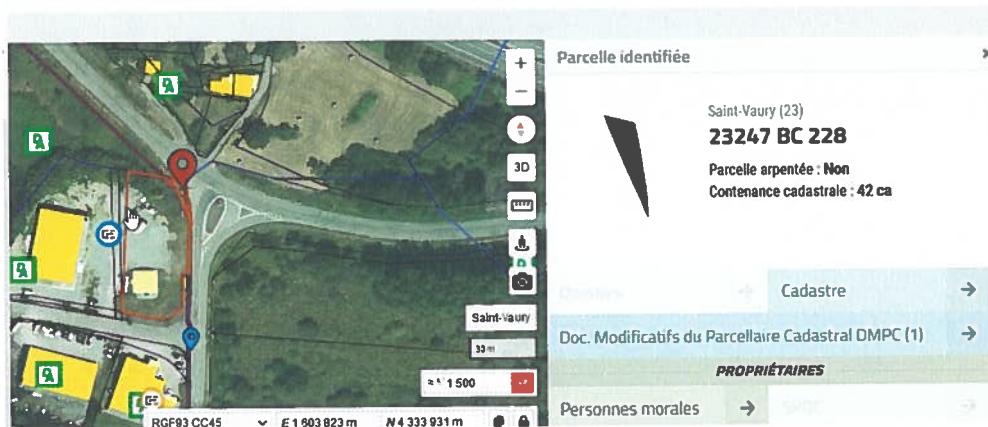 +
−
3D
GE
Saint-Vaury
33 m
1 500
GE
RGF93 CC45 E 1 603 823 m N 4 333 931 m
Parcelle identifiée
Saint-Vaury (23)
23247 BC 228
Parcelle arpentée : Non
Contenance cadastrale : 42 ca
Cadastre
Doc. Modificatifs du Parcellaire Cadastral DMPC (1)
PROPRIÉTAIRES
Personnes morales